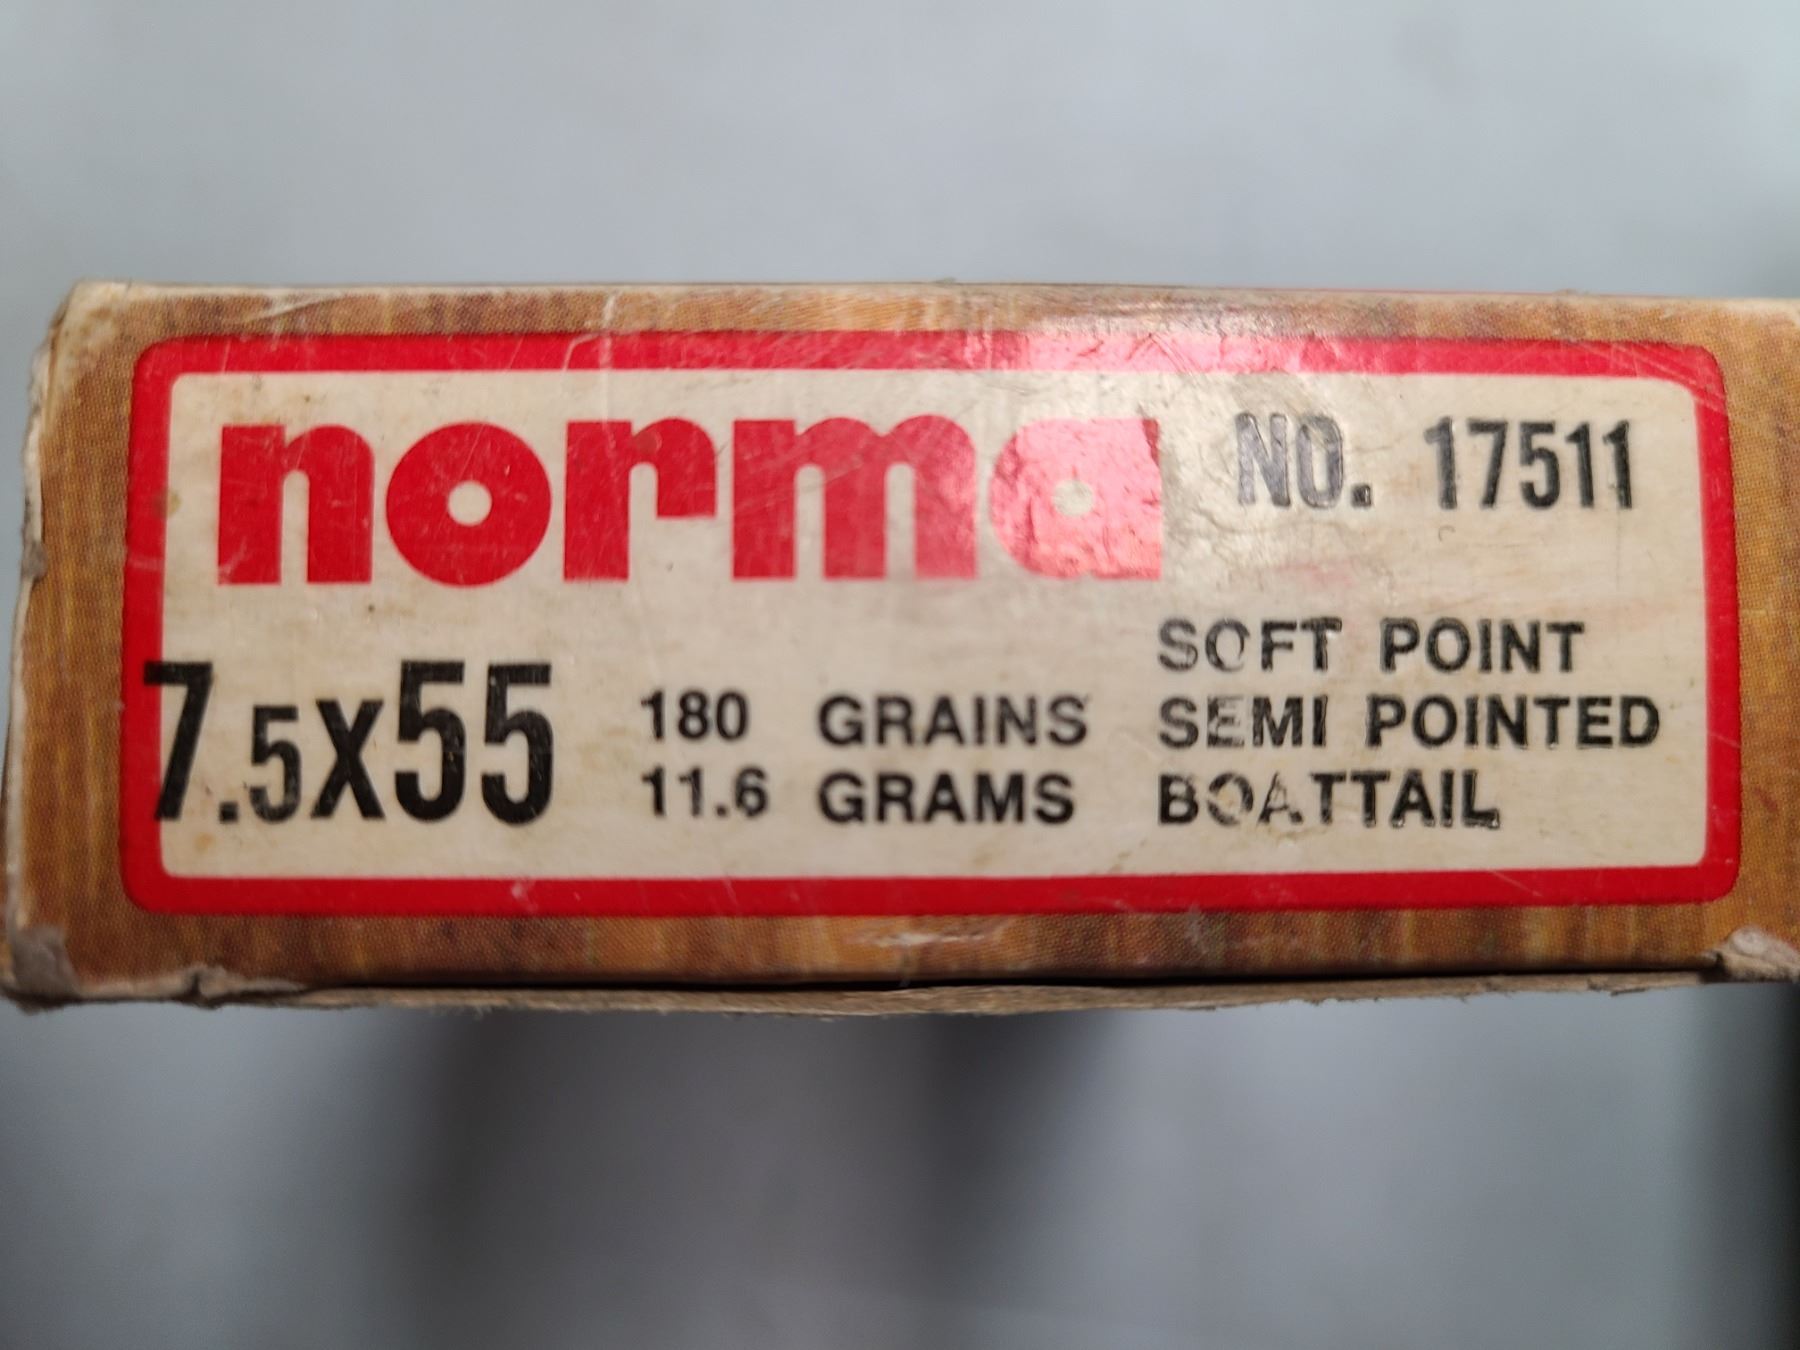 norma NO. 17511
7.5x55 180 GRAINS SOFT POINT
11.6 GRAMS SEMI POINTED
BOATTAIL